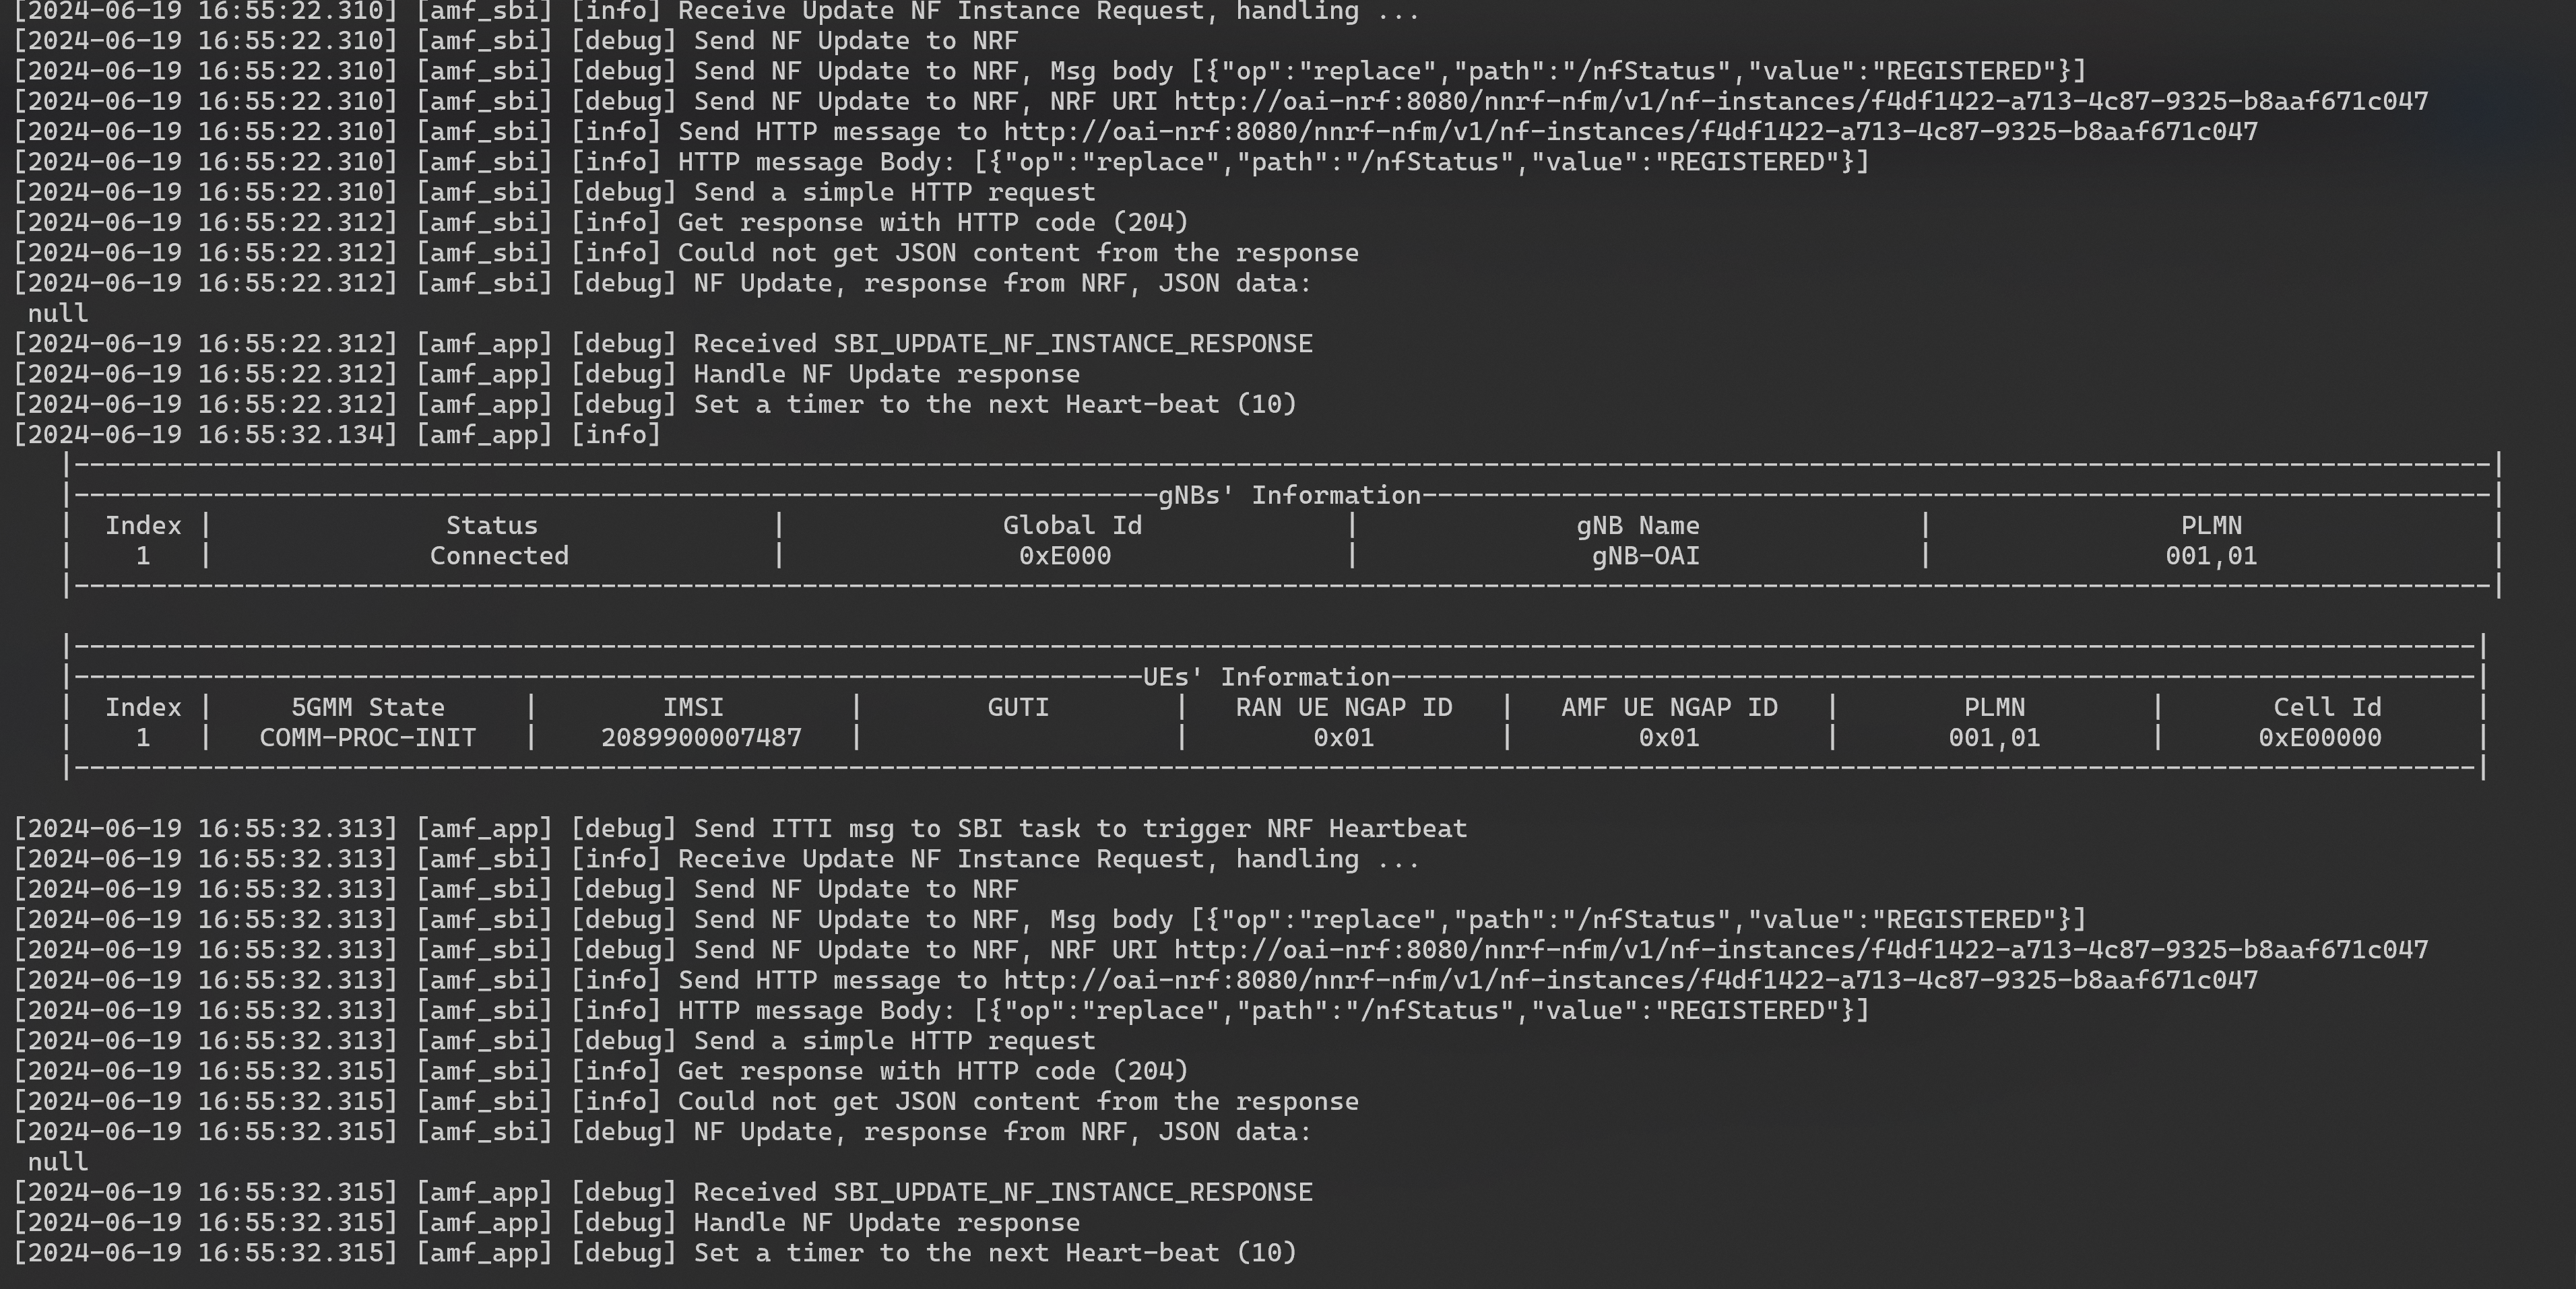 [2024-06-19 16:55:22.310] [amf_sbi] [info] Receive Update NF Instance Request, handling ...
[2024-06-19 16:55:22.310] [amf_sbi] [debug] Send NF Update to NRF
[2024-06-19 16:55:22.310] [amf_sbi] [debug] Send NF Update to NRF, Msg body [{"op":"replace","path":"/nfStatus","value":"REGISTERED"}]
[2024-06-19 16:55:22.310] [amf_sbi] [debug] Send NF Update to NRF, NRF URI http://oai-nrf:8080/nnrf-nfm/v1/nf-instances/f4df1422-a713-4c87-9325-b8aaf671c047
[2024-06-19 16:55:22.310] [amf_sbi] [info] Send HTTP message to http://oai-nrf:8080/nnrf-nfm/v1/nf-instances/f4df1422-a713-4c87-9325-b8aaf671c047
[2024-06-19 16:55:22.310] [amf_sbi] [info] HTTP message Body: [{"op":"replace","path":"/nfStatus","value":"REGISTERED"}]
[2024-06-19 16:55:22.310] [amf_sbi] [debug] Send a simple HTTP request
[2024-06-19 16:55:22.312] [amf_sbi] [info] Get response with HTTP code (204)
[2024-06-19 16:55:22.312] [amf_sbi] [info] Could not get JSON content from the response
[2024-06-19 16:55:22.312] [amf_sbi] [debug] NF Update, response from NRF, JSON data:
null
[2024-06-19 16:55:22.312] [amf_app] [debug] Received SBI_UPDATE_NF_INSTANCE_RESPONSE
[2024-06-19 16:55:22.312] [amf_app] [debug] Handle NF Update response
[2024-06-19 16:55:22.312] [amf_app] [debug] Set a timer to the next Heart-beat (10)
[2024-06-19 16:55:32.134] [amf_app] [info]
gNBs' Information
| Index | Status | Global Id | gNB Name | PLMN |
| 1 | Connected | 0xE000 | gNB-OAI | 001,01 |
UEs' Information
| Index | 5GMM State | IMSI | GUTI | RAN UE NGAP ID | AMF UE NGAP ID | PLMN | Cell Id |
| 1 | COMM-PROC-INIT | 2089900007487 | | 0x01 | 0x01 | 001,01 | 0xE00000 |
[2024-06-19 16:55:32.313] [amf_app] [debug] Send ITTI msg to SBI task to trigger NRF Heartbeat
[2024-06-19 16:55:32.313] [amf_sbi] [info] Receive Update NF Instance Request, handling ...
[2024-06-19 16:55:32.313] [amf_sbi] [debug] Send NF Update to NRF
[2024-06-19 16:55:32.313] [amf_sbi] [debug] Send NF Update to NRF, Msg body [{"op":"replace","path":"/nfStatus","value":"REGISTERED"}]
[2024-06-19 16:55:32.313] [amf_sbi] [debug] Send NF Update to NRF, NRF URI http://oai-nrf:8080/nnrf-nfm/v1/nf-instances/f4df1422-a713-4c87-9325-b8aaf671c047
[2024-06-19 16:55:32.313] [amf_sbi] [info] Send HTTP message to http://oai-nrf:8080/nnrf-nfm/v1/nf-instances/f4df1422-a713-4c87-9325-b8aaf671c047
[2024-06-19 16:55:32.313] [amf_sbi] [info] HTTP message Body: [{"op":"replace","path":"/nfStatus","value":"REGISTERED"}]
[2024-06-19 16:55:32.313] [amf_sbi] [debug] Send a simple HTTP request
[2024-06-19 16:55:32.315] [amf_sbi] [info] Get response with HTTP code (204)
[2024-06-19 16:55:32.315] [amf_sbi] [info] Could not get JSON content from the response
[2024-06-19 16:55:32.315] [amf_sbi] [debug] NF Update, response from NRF, JSON data:
null
[2024-06-19 16:55:32.315] [amf_app] [debug] Received SBI_UPDATE_NF_INSTANCE_RESPONSE
[2024-06-19 16:55:32.315] [amf_app] [debug] Handle NF Update response
[2024-06-19 16:55:32.315] [amf_app] [debug] Set a timer to the next Heart-beat (10)